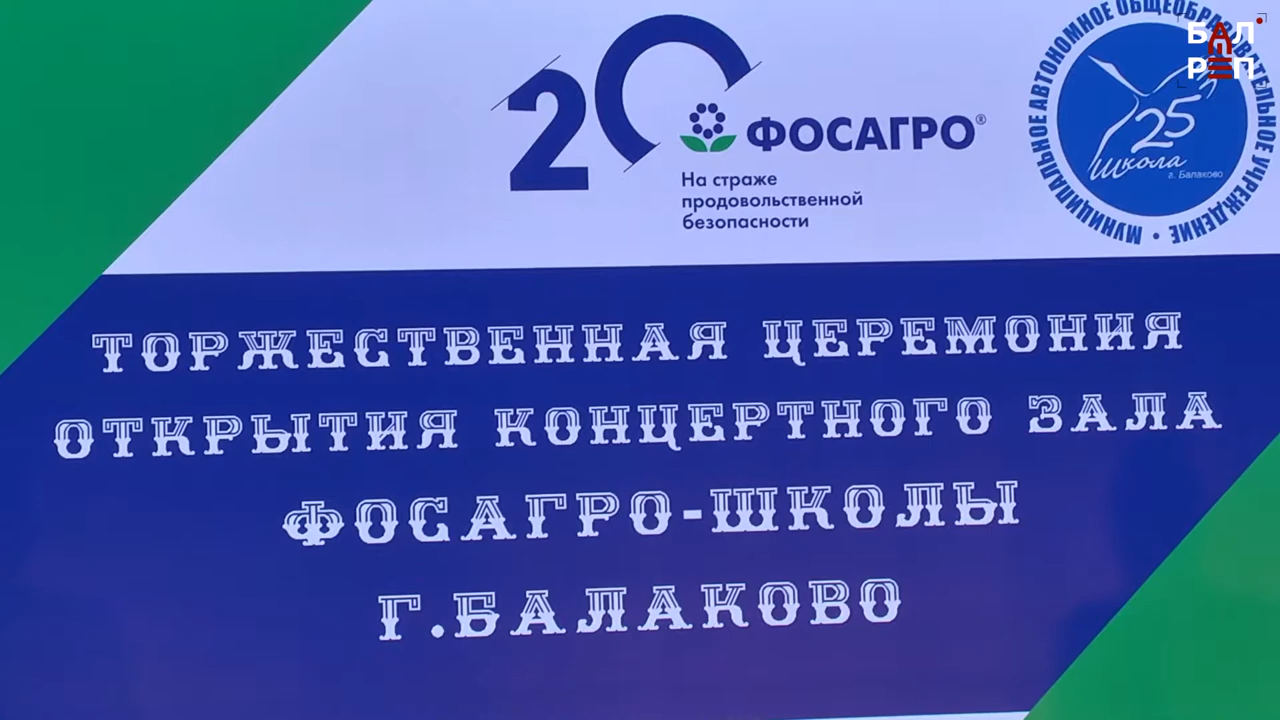 20
ФОСАГРО®
На страже
продовольственной
безопасности
МУНИЦИПАЛЬНОЕ АВТОНОМНОЕ ОБЩЕОБРАЗОВАТЕЛЬНОЕ УЧРЕЖДЕНИЕ •
25
школа
г. Балаково
БАЛ
РЕП
ТОРЖЕСТВЕННАЯ ЦЕРЕМОНИЯ
ОТКРЫТИЯ КОНЦЕРТНОГО ЗАЛА
ФОСАГРО-ШКОЛЫ
Г.БАЛАКОВО